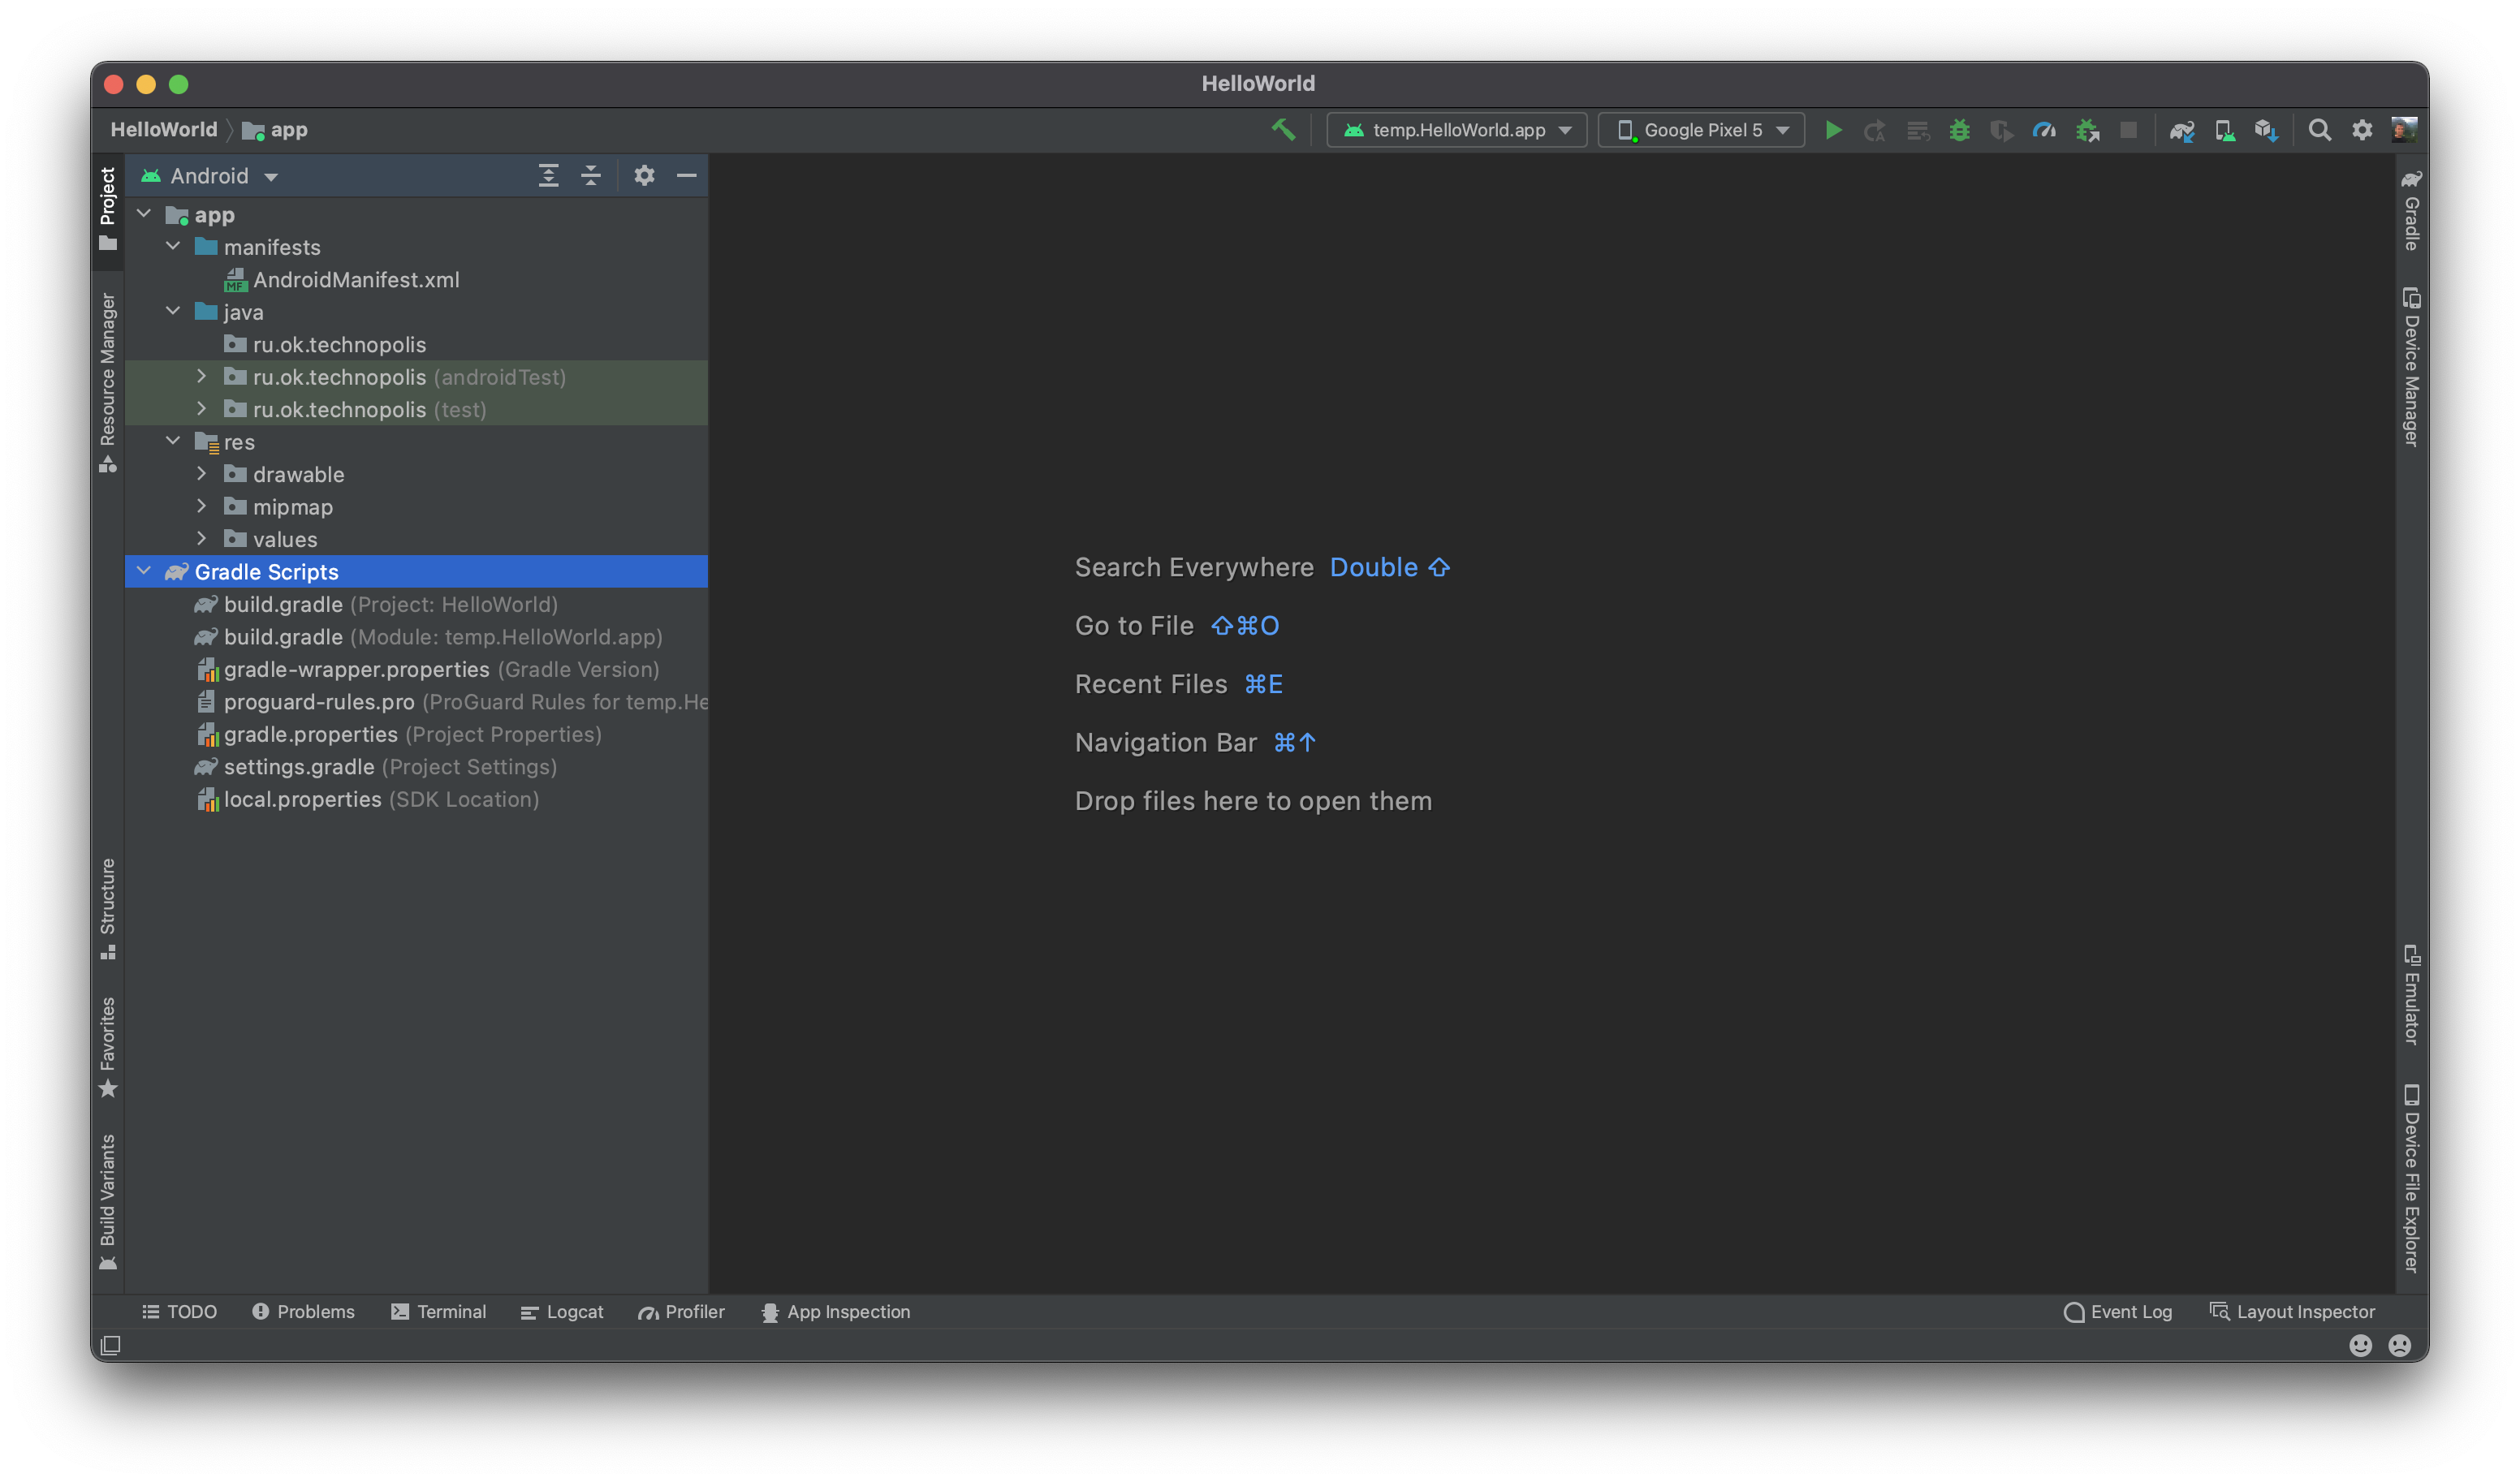 HelloWorld
HelloWorld app
temp.HelloWorld.app
Google Pixel 5
Project
Resource Manager
Structure
Favorites
Build Variants
Android
app
manifests
MF AndroidManifest.xml
java
ru.ok.technopolis
ru.ok.technopolis (androidTest)
ru.ok.technopolis (test)
res
drawable
mipmap
values
Gradle Scripts
build.gradle (Project: HelloWorld)
build.gradle (Module: temp.HelloWorld.app)
gradle-wrapper.properties (Gradle Version)
proguard-rules.pro (ProGuard Rules for temp.He
gradle.properties (Project Properties)
settings.gradle (Project Settings)
local.properties (SDK Location)
Search Everywhere Double ⇧
Go to File ⇧⌘O
Recent Files ⌘E
Navigation Bar ⌘↑
Drop files here to open them
Gradle
Device Manager
Emulator
Device File Explorer
TODO
Problems
Terminal
Logcat
Profiler
App Inspection
Event Log
Layout Inspector